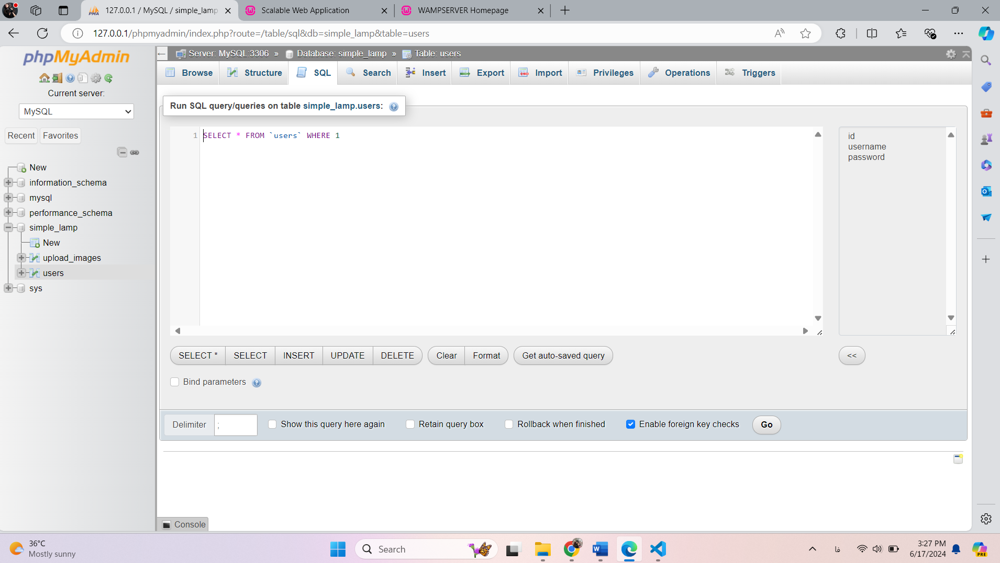 127.0.0.1 / MySQL / simple_lamp
Scalable Web Application
WAMPSERVER Homepage
127.0.0.1/phpmyadmin/index.php?route=/table/sql&db=simple_lamp&table=users
phpMyAdmin
Current server:
MySQL
Recent
Favorites
New
information_schema
mysql
performance_schema
simple_lamp
New
upload_images
users
sys
Server: MySQL:3306 » Database: simple_lamp » Table: users
Browse
Structure
SQL
Search
Insert
Export
Import
Privileges
Operations
Triggers
Run SQL query/queries on table simple_lamp.users:
1 SELECT * FROM `users` WHERE 1
id
username
password
SELECT *
SELECT
INSERT
UPDATE
DELETE
Clear
Format
Get auto-saved query
<<
Bind parameters
Delimiter ;
Show this query here again
Retain query box
Rollback when finished
Enable foreign key checks
Go
Console
36°C
Mostly sunny
Search
فا
3:27 PM
6/17/2024
PRE